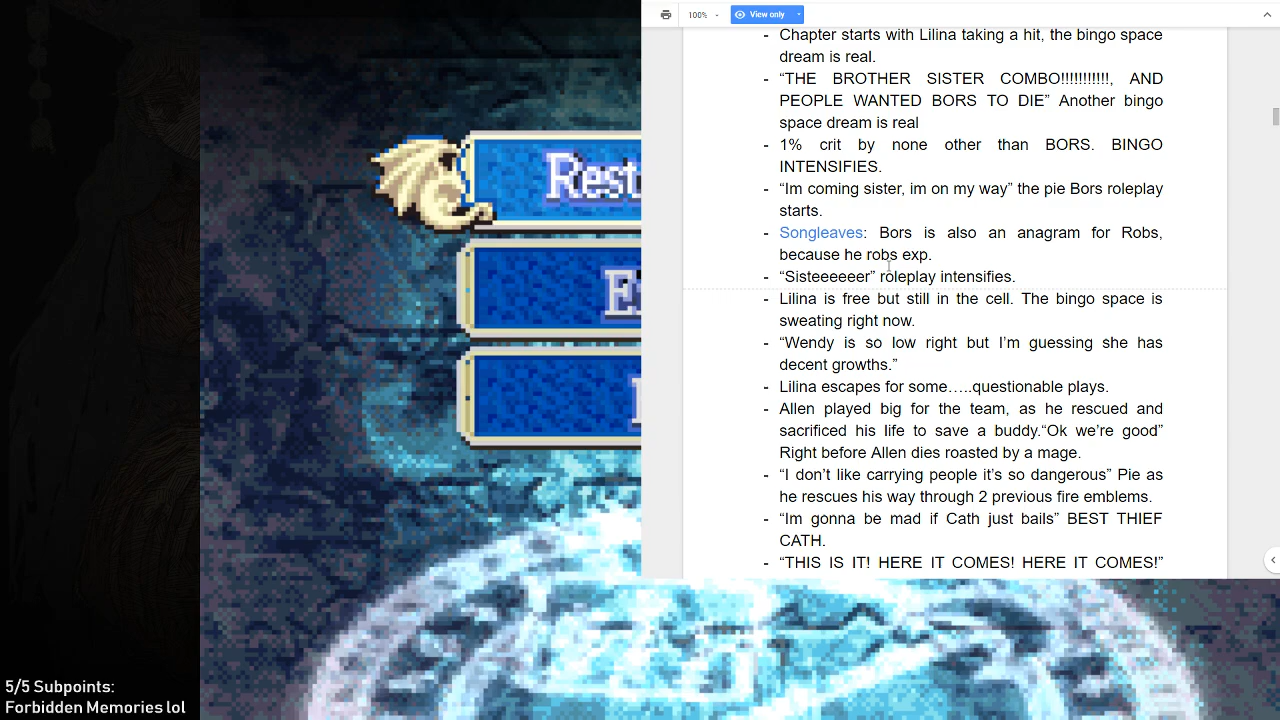 100%
View only
- Chapter starts with Lilina taking a hit, the bingo space
dream is real.
- “THE BROTHER SISTER COMBO!!!!!!!!!!!, AND
PEOPLE WANTED BORS TO DIE” Another bingo
space dream is real
- 1% crit by none other than BORS. BINGO
INTENSIFIES.
- “Im coming sister, im on my way” the pie Bors roleplay
starts.
- Songleaves: Bors is also an anagram for Robs,
because he robs exp.
- “Sisteeeeeer” roleplay intensifies.
- Lilina is free but still in the cell. The bingo space is
sweating right now.
- “Wendy is so low right but I’m guessing she has
decent growths.”
- Lilina escapes for some…..questionable plays.
- Allen played big for the team, as he rescued and
sacrificed his life to save a buddy.“Ok we’re good”
Right before Allen dies roasted by a mage.
- “I don’t like carrying people it’s so dangerous” Pie as
he rescues his way through 2 previous fire emblems.
- “Im gonna be mad if Cath just bails” BEST THIEF
CATH.
- “THIS IS IT! HERE IT COMES! HERE IT COMES!”
Rest
E
5/5 Subpoints:
Forbidden Memories lol